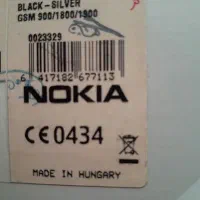 BLACK-SILVER
GSM 900/1800/1900
0023329
6 417182 677113
NOKIA
CE0434
MADE IN HUNGARY